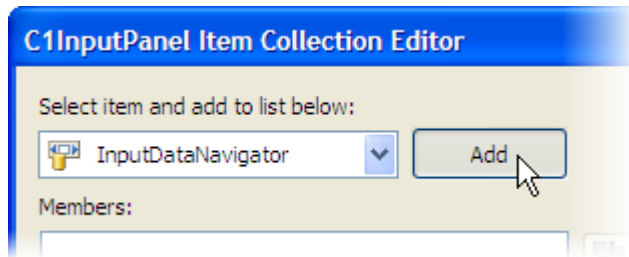 C1InputPanel Item Collection Editor
Select item and add to list below:
InputDataNavigator Add
Members: